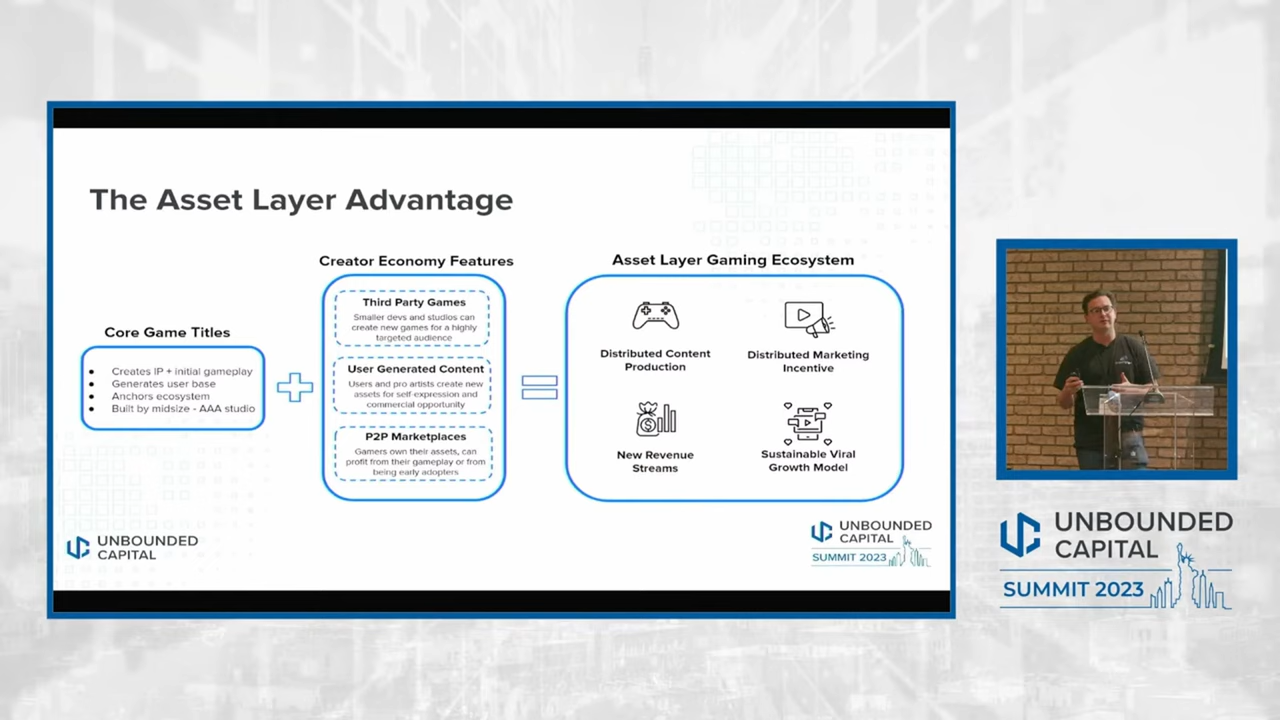 The Asset Layer Advantage
Core Game Titles
• Creates IP + initial gameplay
• Generates user base
• Anchors ecosystem
• Built by midsize - AAA studio
Creator Economy Features
Third Party Games
Smaller devs and studios can
create new games for a highly
targeted audience
User Generated Content
Users and pro artists create new
assets for self-expression and
commercial opportunity
P2P Marketplaces
Gamers own their assets, can
profit from their gameplay or from
being early adopters
Asset Layer Gaming Ecosystem
Distributed Content
Production
Distributed Marketing
Incentive
New Revenue
Streams
Sustainable Viral
Growth Model
UNBOUNDED
CAPITAL
UNBOUNDED
CAPITAL
SUMMIT 2023
UNBOUNDED
CAPITAL
SUMMIT 2023